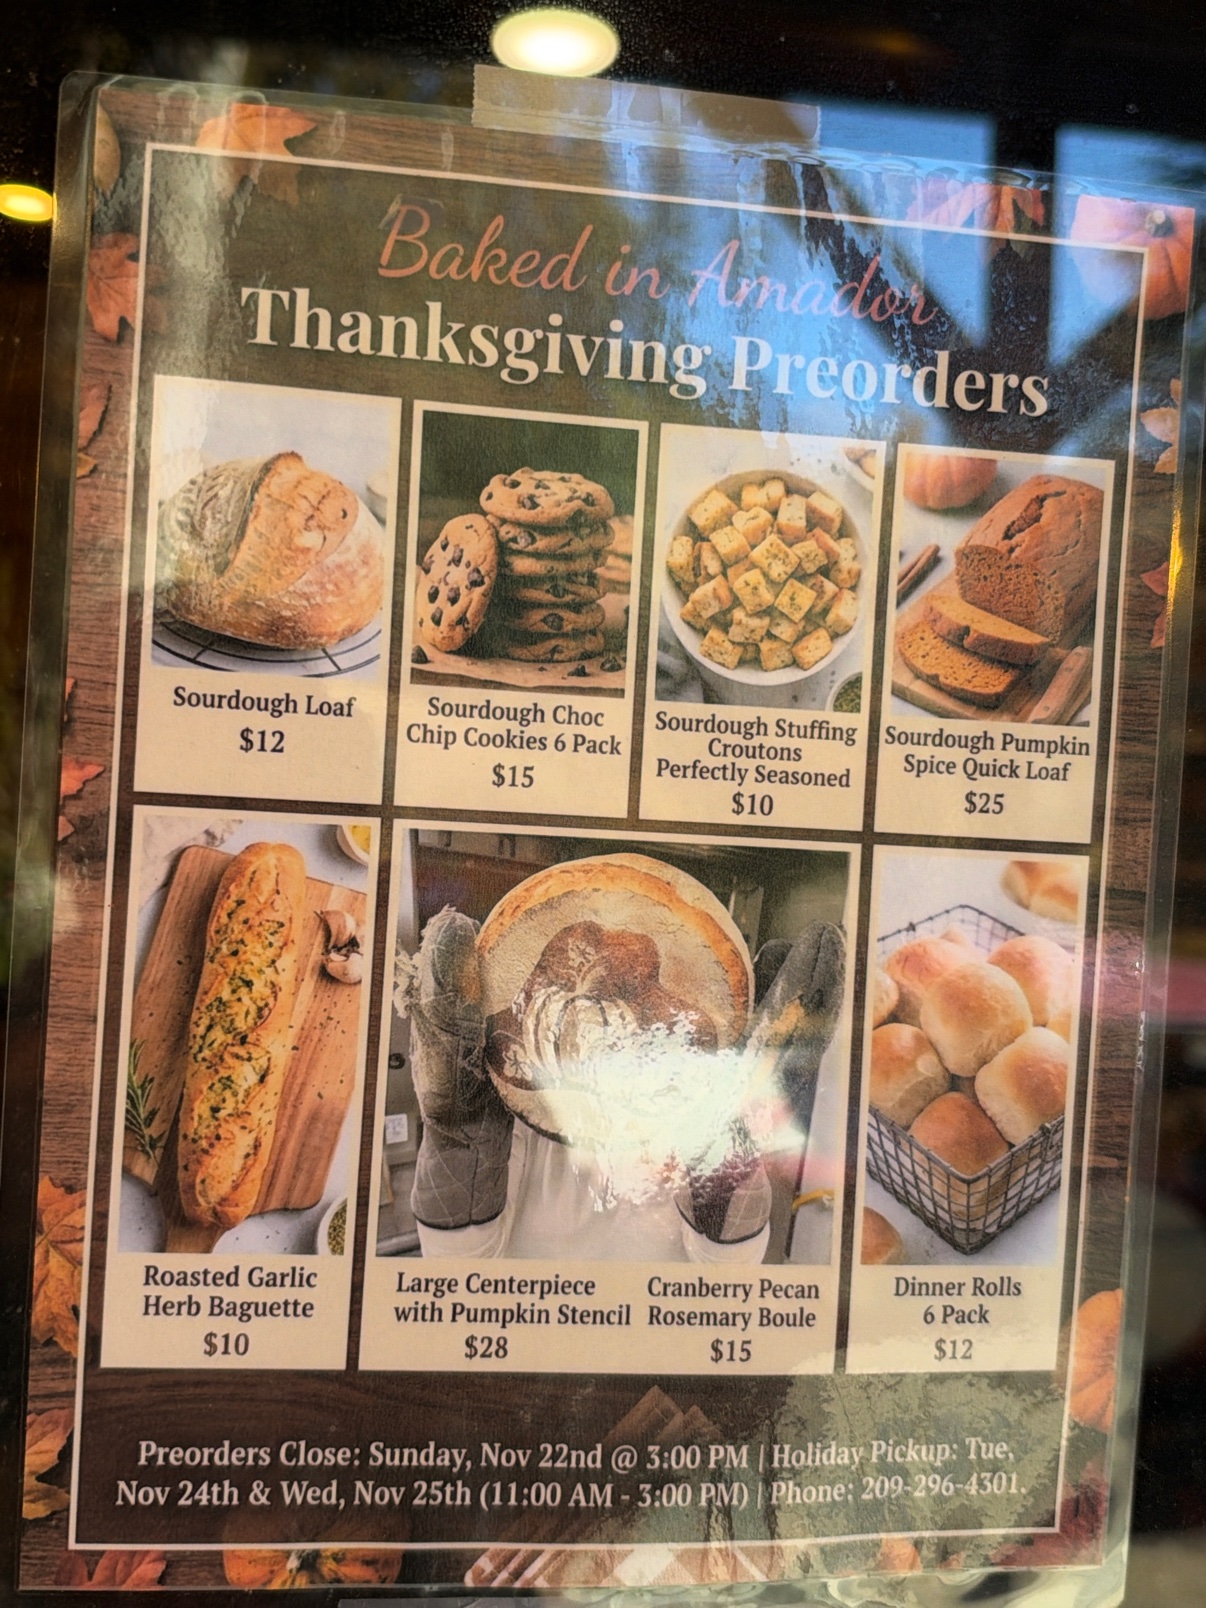 Baked in Amador
Thanksgiving Preorders
Sourdough Loaf
$12
Sourdough Choc
Chip Cookies 6 Pack
$15
Sourdough Stuffing
Croutons
Perfectly Seasoned
$10
Sourdough Pumpkin
Spice Quick Loaf
$25
Roasted Garlic
Herb Baguette
$10
Large Centerpiece
with Pumpkin Stencil
$28
Cranberry Pecan
Rosemary Boule
$15
Dinner Rolls
6 Pack
$12
Preorders Close: Sunday, Nov 22nd @ 3:00 PM | Holiday Pickup: Tue,
Nov 24th & Wed, Nov 25th (11:00 AM - 3:00 PM) | Phone: 209-296-4301.